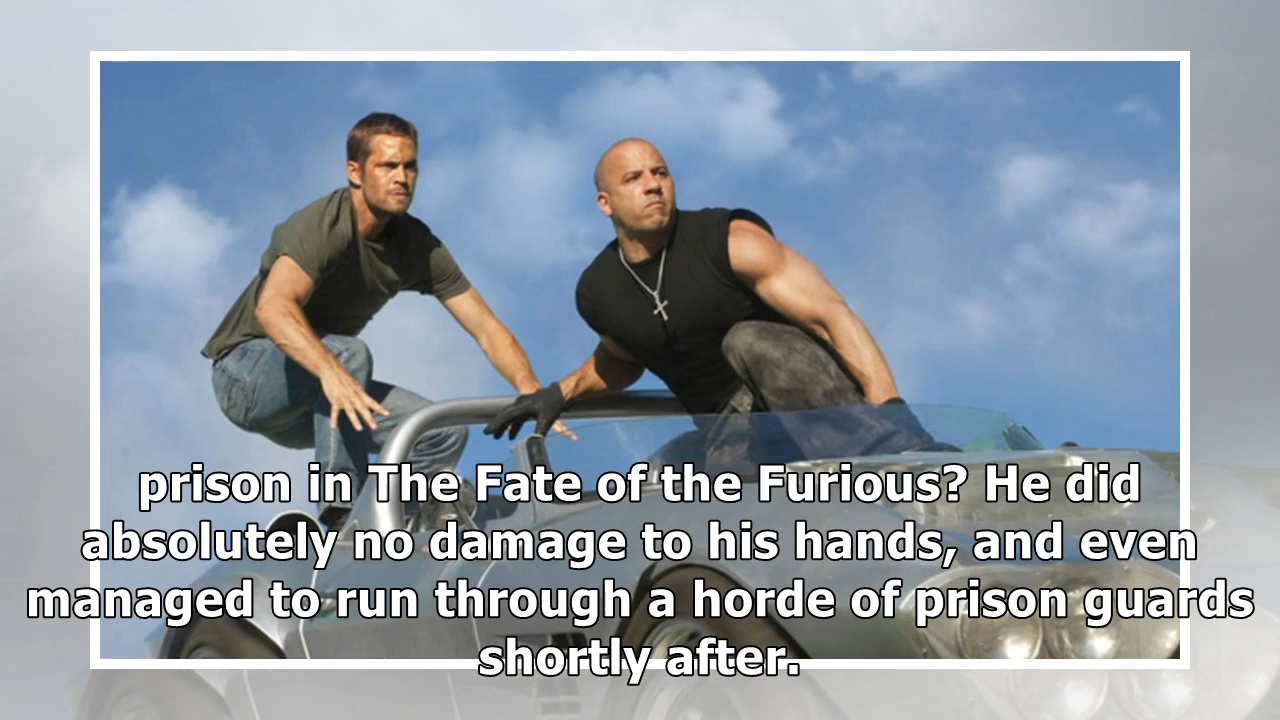 prison in The Fate of the Furious? He did
absolutely no damage to his hands, and even
managed to run through a horde of prison guards
shortly after.